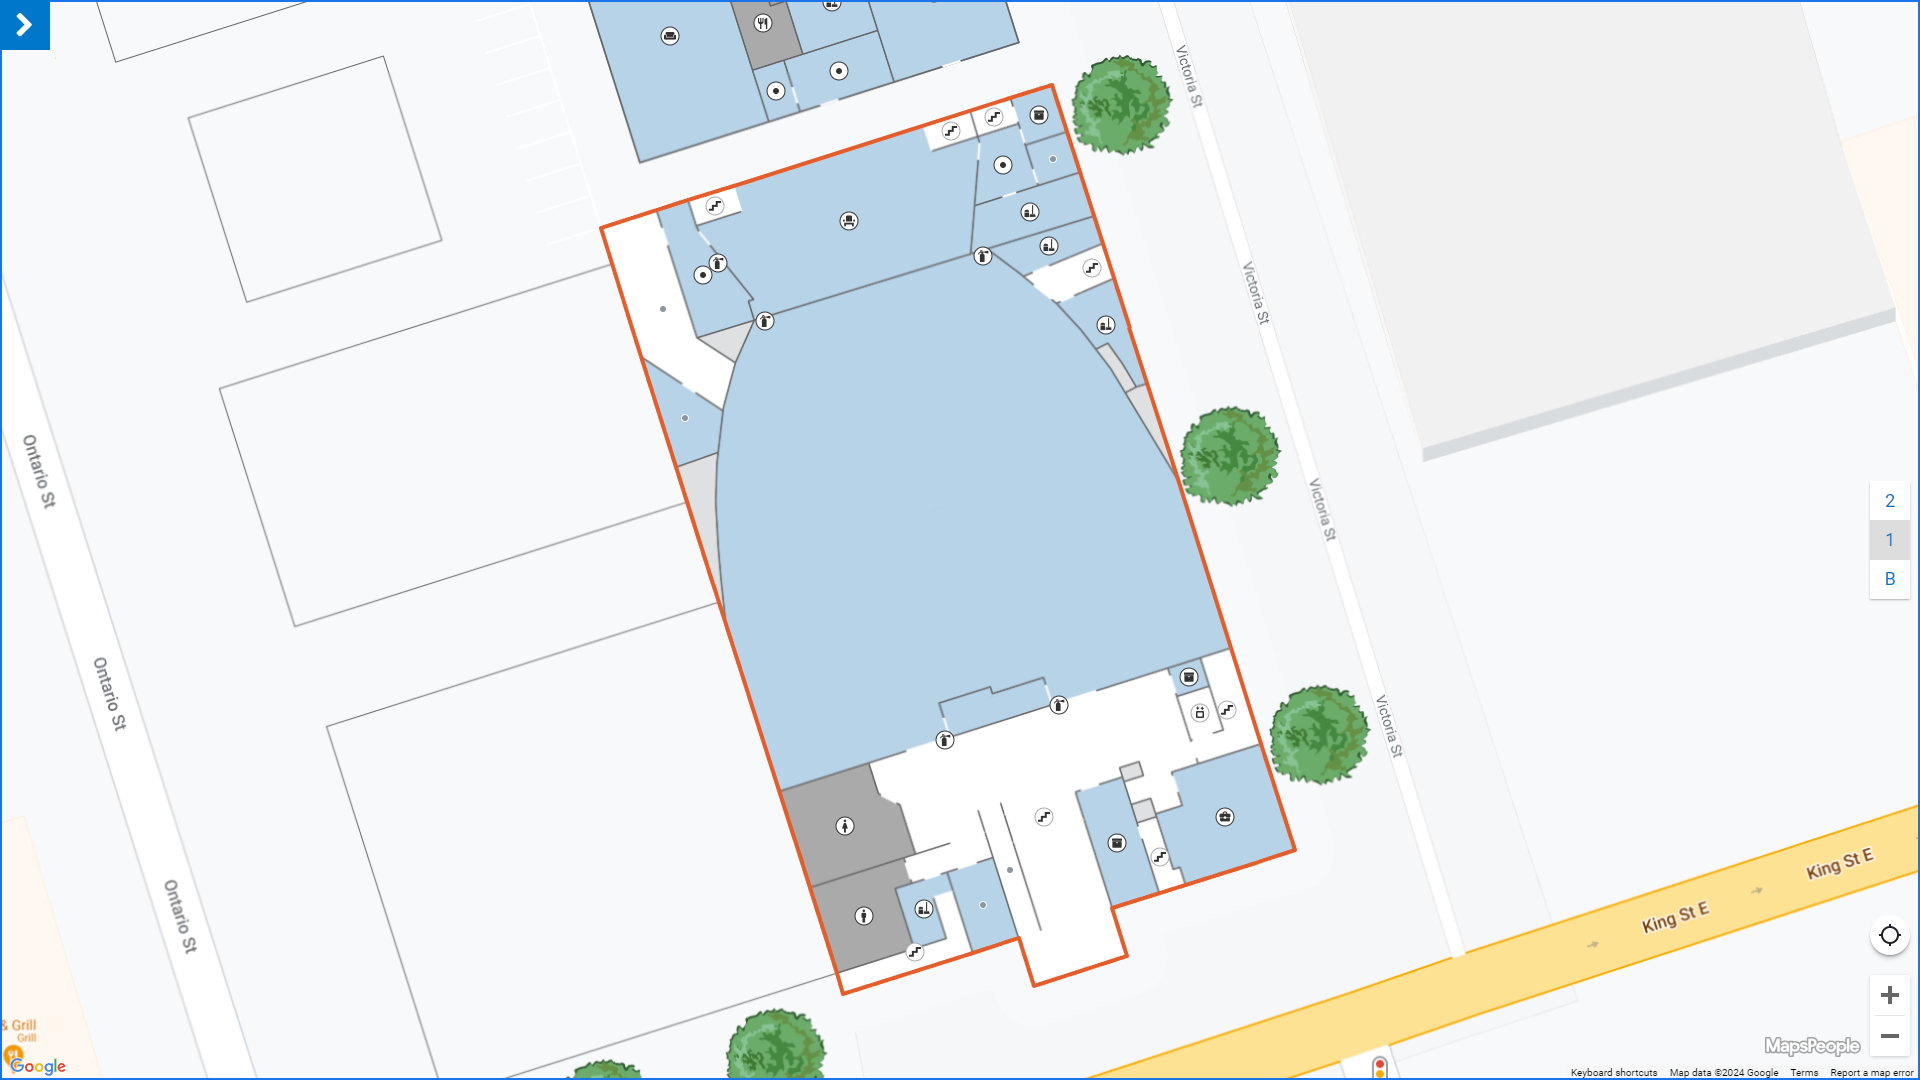 Victoria St
Victoria St
Victoria St
Victoria St
Ontario St
Ontario St
Ontario St
2
1
B
King St E
King St E
& Grill
Grill
Google
MapsPeople
Keyboard shortcuts
Map data ©2024 Google
Terms
Report a map error